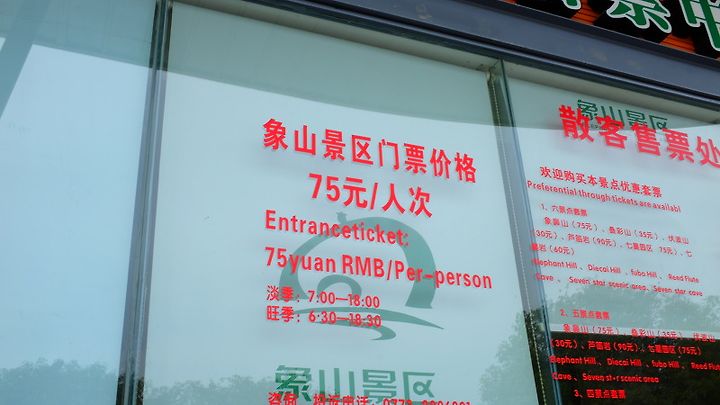 象山景区门票价格
75元/人次
Entranceticket:
75yuan RMB/Per-person
淡季：7:00—18:00
旺季：6:30—18:30
象山景区
象山景区
散客售票处
欢迎购买本景点优惠套票
Preferential through tickets are availabl
1、六景点套票
象鼻山（75元）、叠彩山（35元）、伏波山
30元）、芦笛岩（90元）、七星园区 75元）、七
岩（60元）
elephant Hill 、Diecai Hill 、fubo Hill 、 Reed Flute
Cave 、 Seven star scenic area、Seven star cave
2、五景点套票
象鼻山（75元）、叠彩山（35元）、伏波山
（30元）、芦笛岩（90元）、七星园区（75元）
elephant Hill 、Diecai Hill 、fubo Hill 、 Reed Flu
Cave 、 Seven star scenic area
3、四景点套票